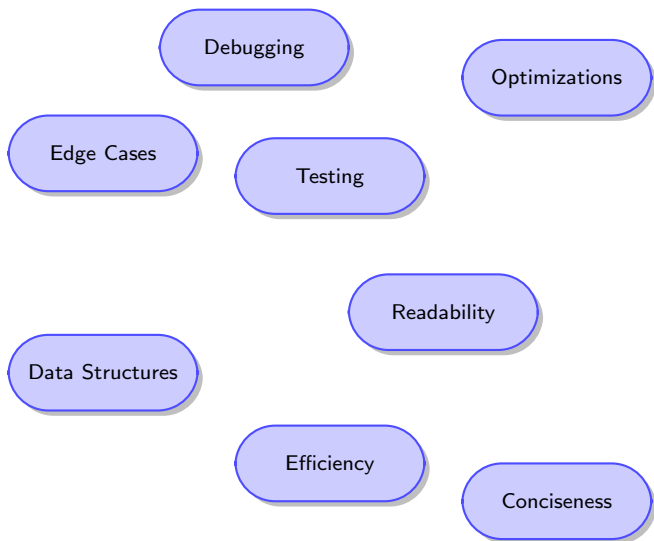 Debugging
Optimizations
Edge Cases
Testing
Readability
Data Structures
Efficiency
Conciseness